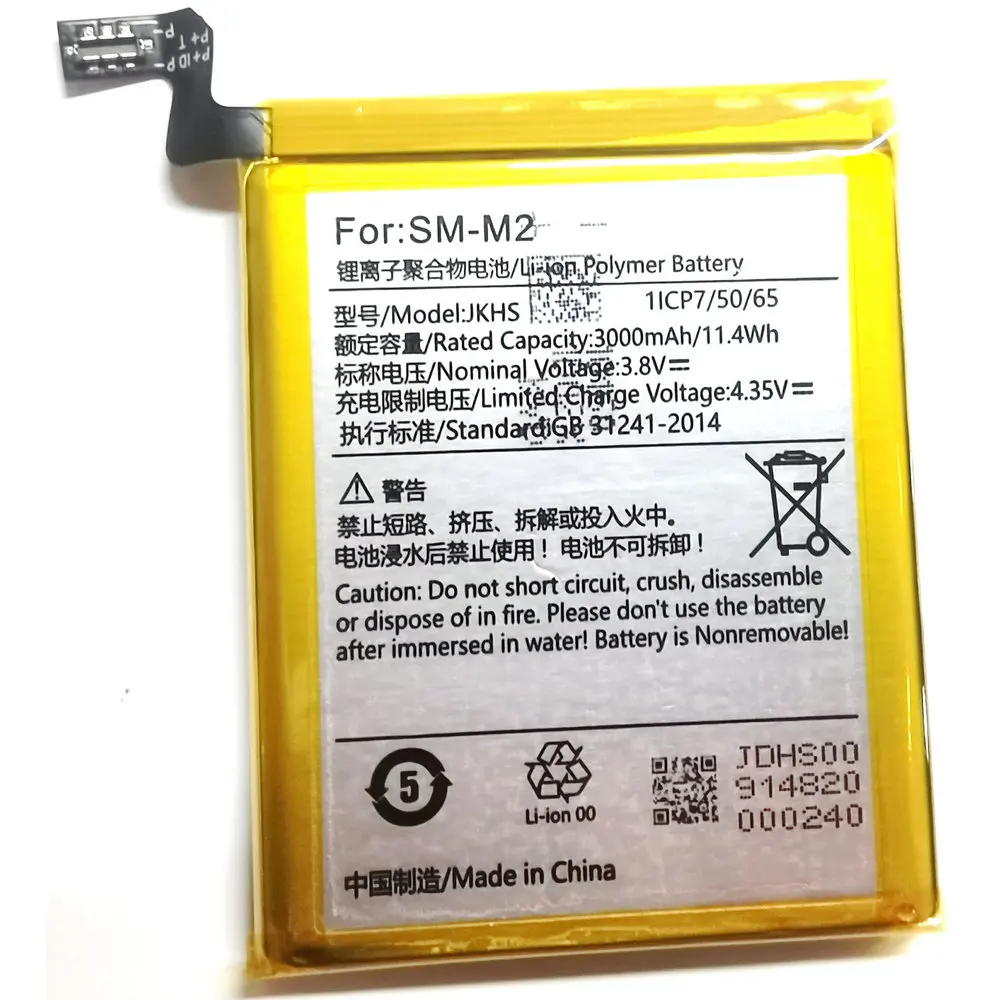 P+T P-
P+IDP-
For:SM-M2
锂离子聚合物电池/Li-ion Polymer Battery
型号/Model:JKHS 1ICP7/50/65
额定容量/Rated Capacity:3000mAh/11.4Wh
标称电压/Nominal Voltage:3.8V⎓
充电限制电压/Limited Charge Voltage:4.35V⎓
执行标准/Standard:GB 31241-2014
警告
禁止短路、挤压、拆解或投入火中。
电池浸水后禁止使用！电池不可拆卸！
Caution: Do not short circuit, crush, disassemble
or dispose of in fire. Please don't use the battery
after immersed in water! Battery is Nonremovable!
5
Li-ion 00
JDHS00
914820
000240
中国制造/Made in China